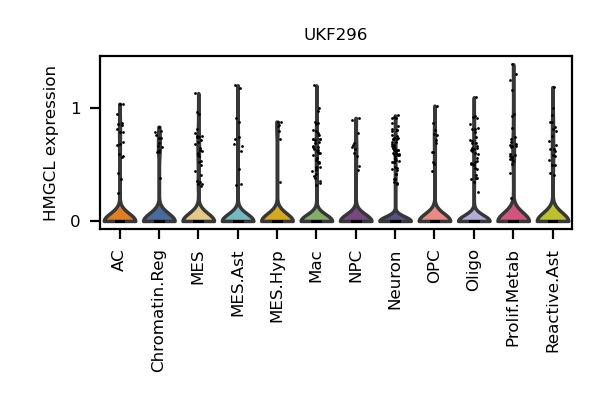 UKF296
HMGCL expression
1
0
AC
Chromatin.Reg
MES
MES.Ast
MES.Hyp
Mac
NPC
Neuron
OPC
Oligo
Prolif.Metab
Reactive.Ast